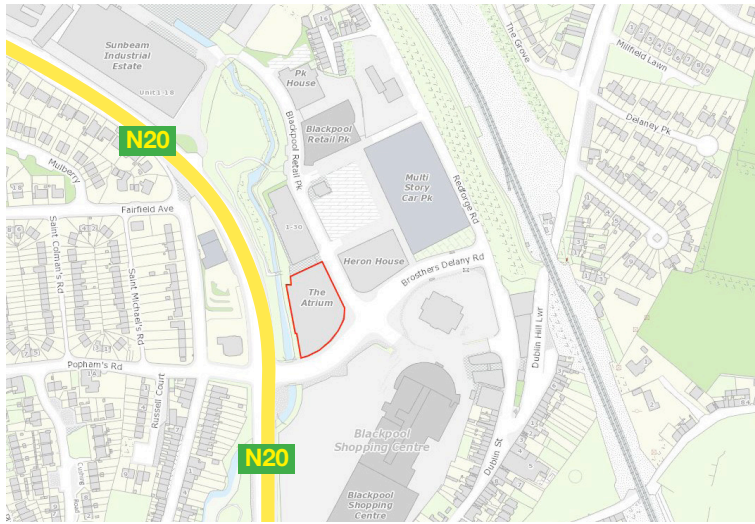 Sunbeam
Industrial
Estate
Unit 1-18
16
Pk
House
The Grove
Millfield Lawn
Delaney Pk
N20
Blackpool
Retail Pk
Blackpool Retail Pk
Multi
Story
Car Pk
Redforge Rd
Mulberry
18
Fairfield Ave
1-30
Saint Colman's Rd
Saint Michael's Rd
Heron House
Brosthers Delany Rd
The
Atrium
Dublin Hill Lwr
Popham's Rd
Russell Court
Blackpool
Shopping Centre
Dublin St
N20
Blackpool
Shopping
Centre